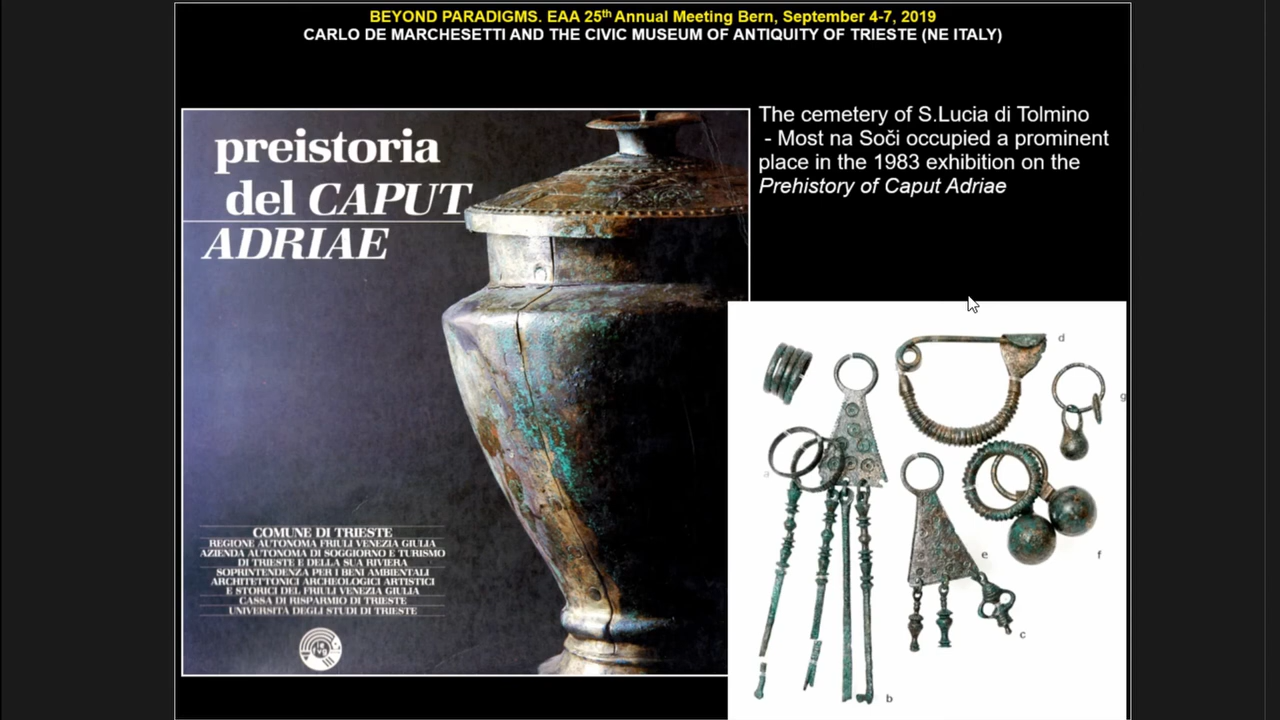 BEYOND PARADIGMS. EAA 25th Annual Meeting Bern, September 4-7, 2019
CARLO DE MARCHESETTI AND THE CIVIC MUSEUM OF ANTIQUITY OF TRIESTE (NE ITALY)
preistoria
del CAPUT
ADRIAE
COMUNE DI TRIESTE
REGIONE AUTONOMA FRIULI VENEZIA GIULIA
AZIENDA AUTONOMA DI SOGGIORNO E TURISMO
DI TRIESTE E DELLA SUA RIVIERA
SOPRINTENDENZA PER I BENI AMBIENTALI
ARCHITETTONICI ARCHEOLOGICI ARTISTICI
E STORICI DEL FRIULI VENEZIA GIULIA
CASSA DI RISPARMIO DI TRIESTE
UNIVERSITÀ DEGLI STUDI DI TRIESTE
The cemetery of S.Lucia di Tolmino
- Most na Soči occupied a prominent
place in the 1983 exhibition on the
Prehistory of Caput Adriae
d
g
a
e
f
c
b